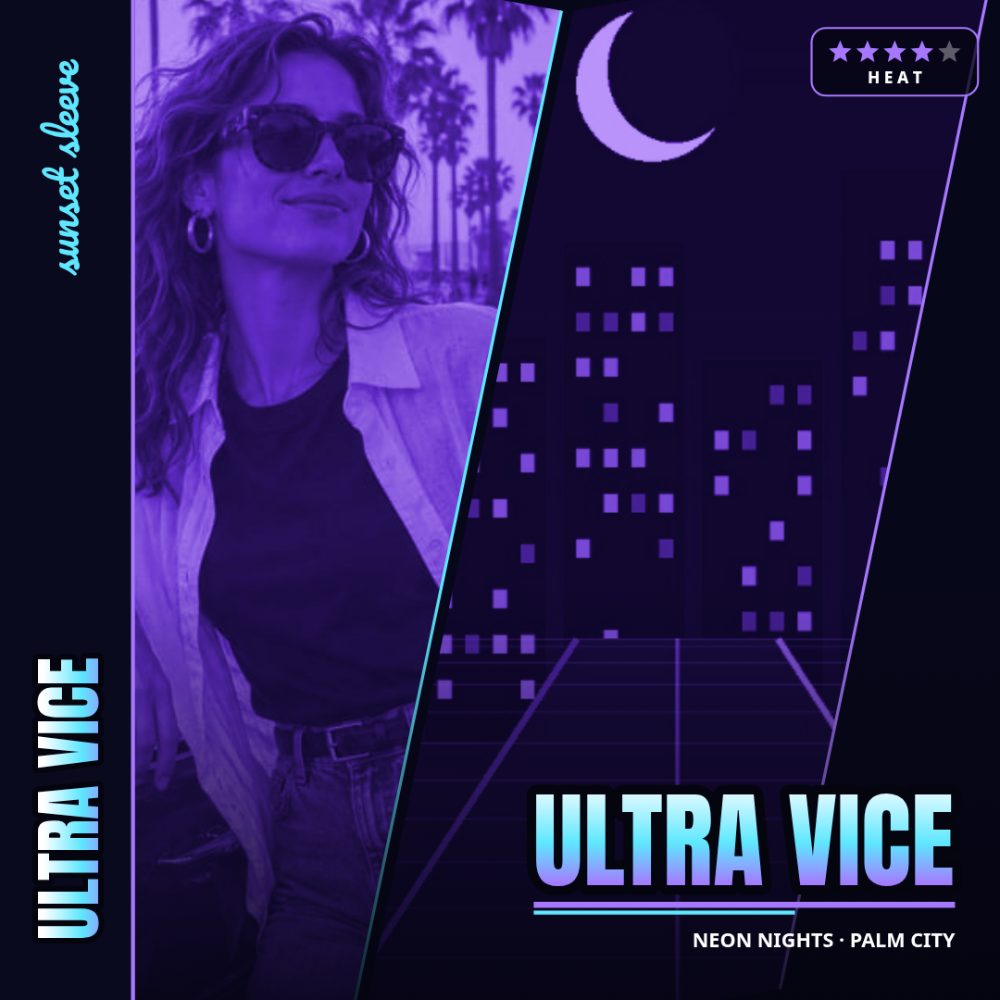 sunset sleeve
ULTRA VICE
HEAT
ULTRA VICE
NEON NIGHTS · PALM CITY